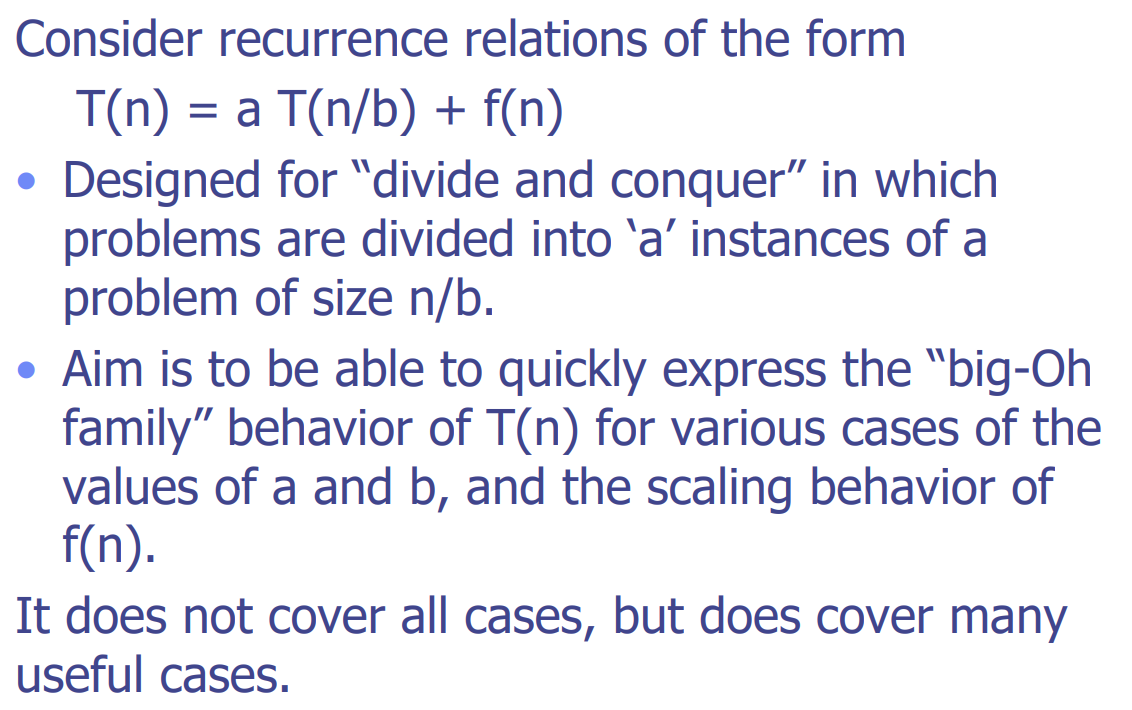 Consider recurrence relations of the form
T(n) = a T(n/b) + f(n)
• Designed for “divide and conquer” in which
problems are divided into ‘a’ instances of a
problem of size n/b.
• Aim is to be able to quickly express the “big-Oh
family” behavior of T(n) for various cases of the
values of a and b, and the scaling behavior of
f(n).
It does not cover all cases, but does cover many
useful cases.